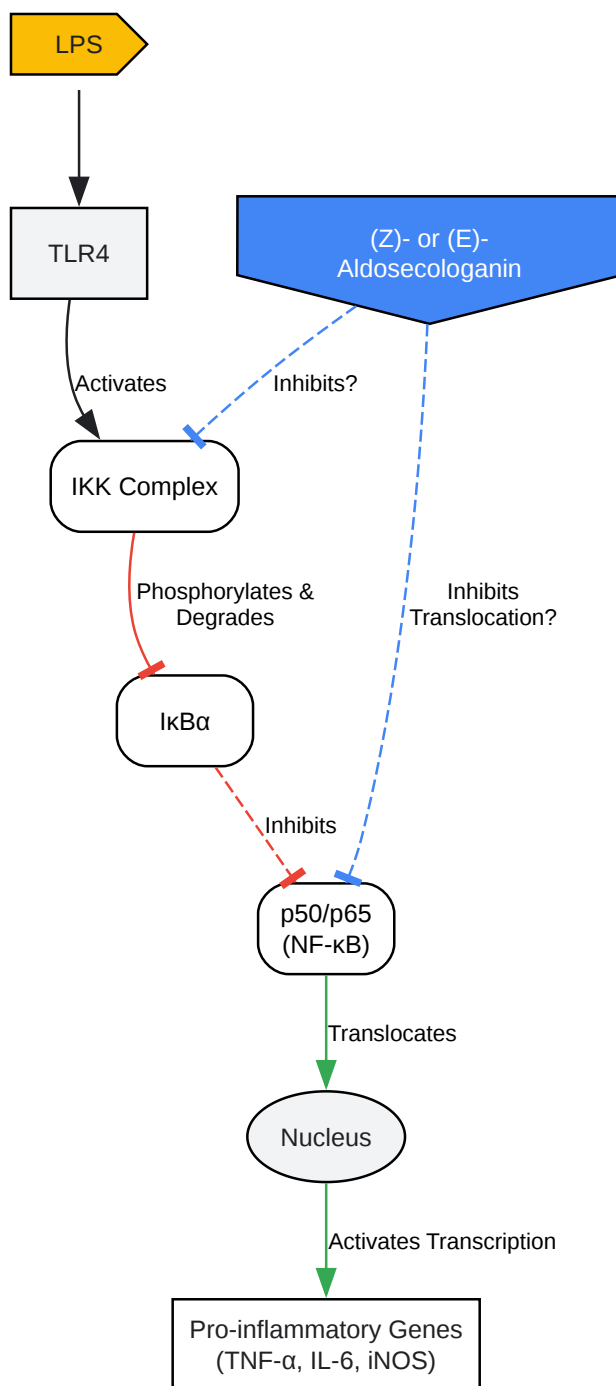 LPS
TLR4
(Z)- or (E)-
Aldosecologanin
Activates
Inhibits?
IKK Complex
Phosphorylates &
Degrades
Inhibits
Translocation?
IκBα
Inhibits
p50/p65
(NF-κB)
Translocates
Nucleus
Activates Transcription
Pro-inflammatory Genes
(TNF-α, IL-6, iNOS)